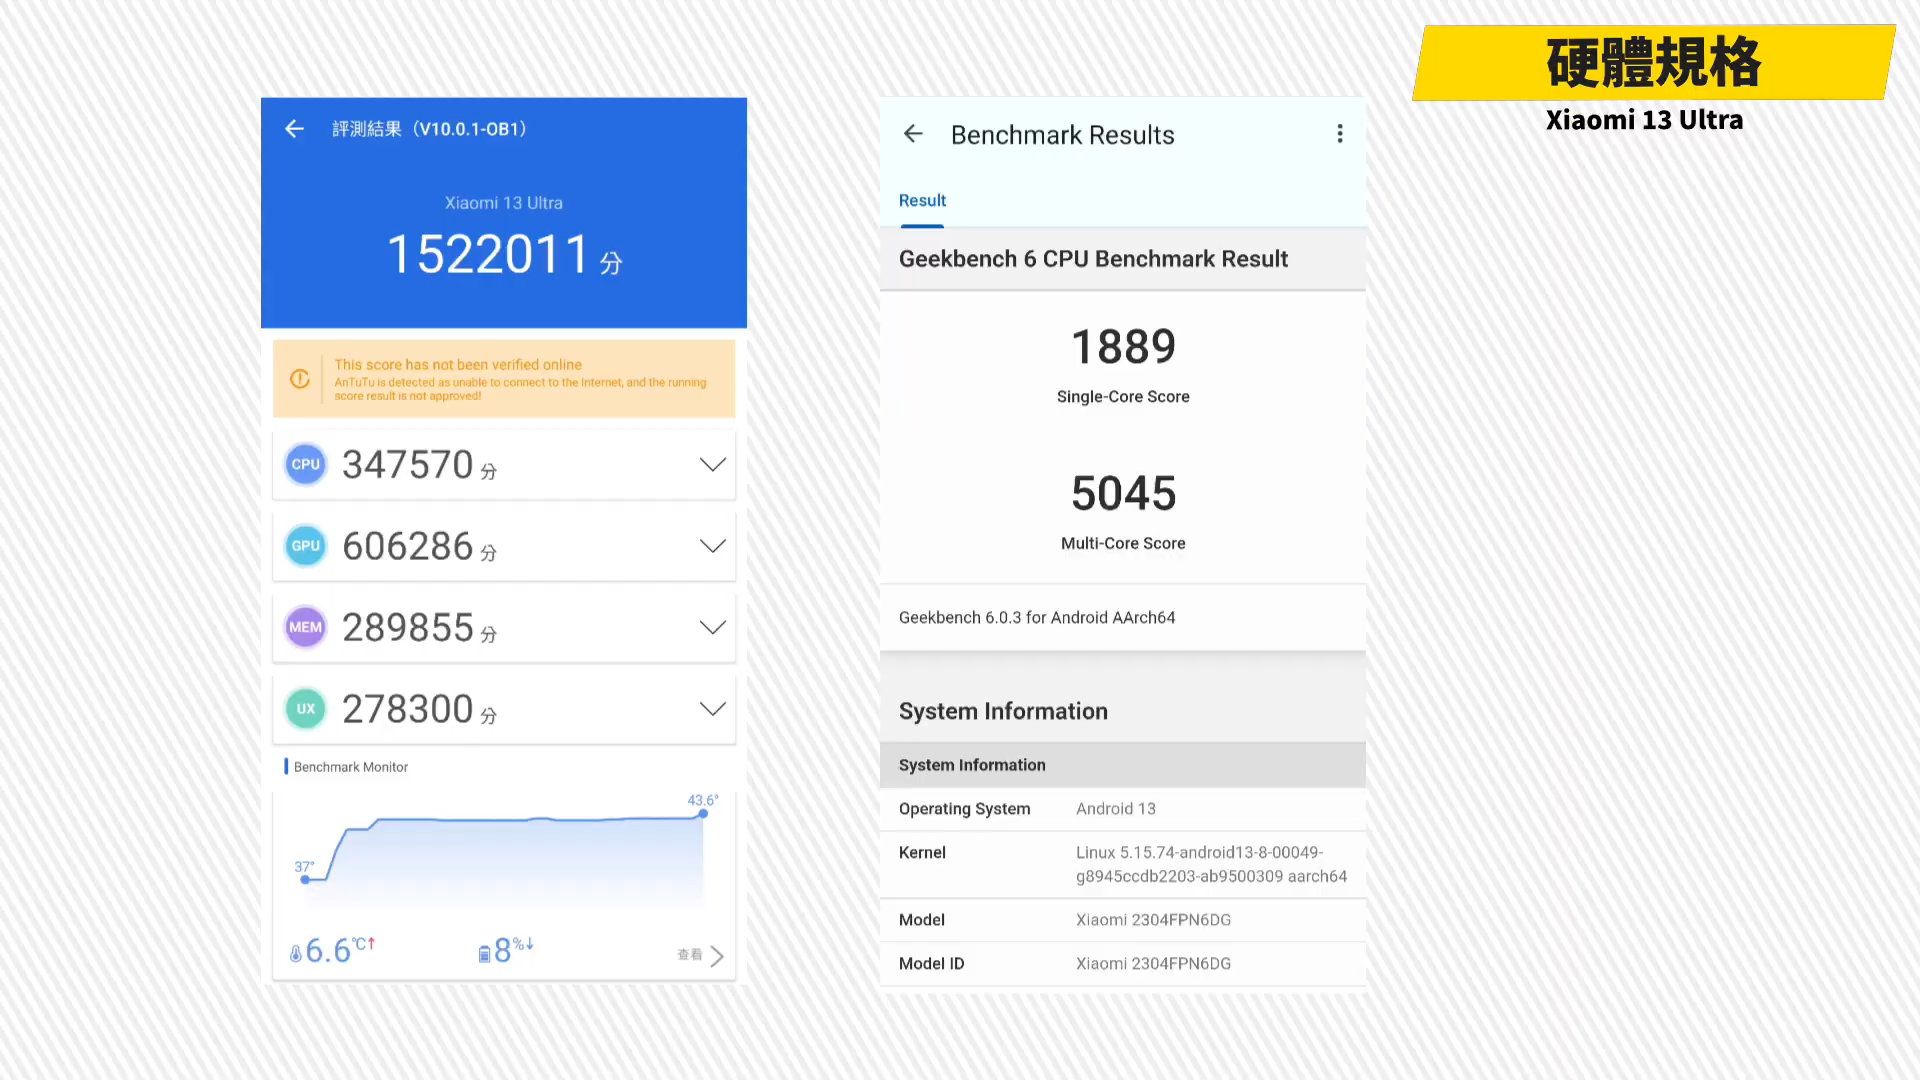 硬體規格
Xiaomi 13 Ultra
評測結果（V10.0.1-OB1）
Xiaomi 13 Ultra
1522011 分
This score has not been verified online
AnTuTu is detected as unable to connect to the Internet, and the running
score result is not approved!
CPU 347570 分
GPU 606286 分
MEM 289855 分
UX 278300 分
Benchmark Monitor
43.6°
37°
6.6℃↑ 8%↓ 查看
Benchmark Results
Result
Geekbench 6 CPU Benchmark Result
1889
Single-Core Score
5045
Multi-Core Score
Geekbench 6.0.3 for Android AArch64
System Information
System Information
Operating System Android 13
Kernel Linux 5.15.74-android13-8-00049-
g8945ccdb2203-ab9500309 aarch64
Model Xiaomi 2304FPN6DG
Model ID Xiaomi 2304FPN6DG